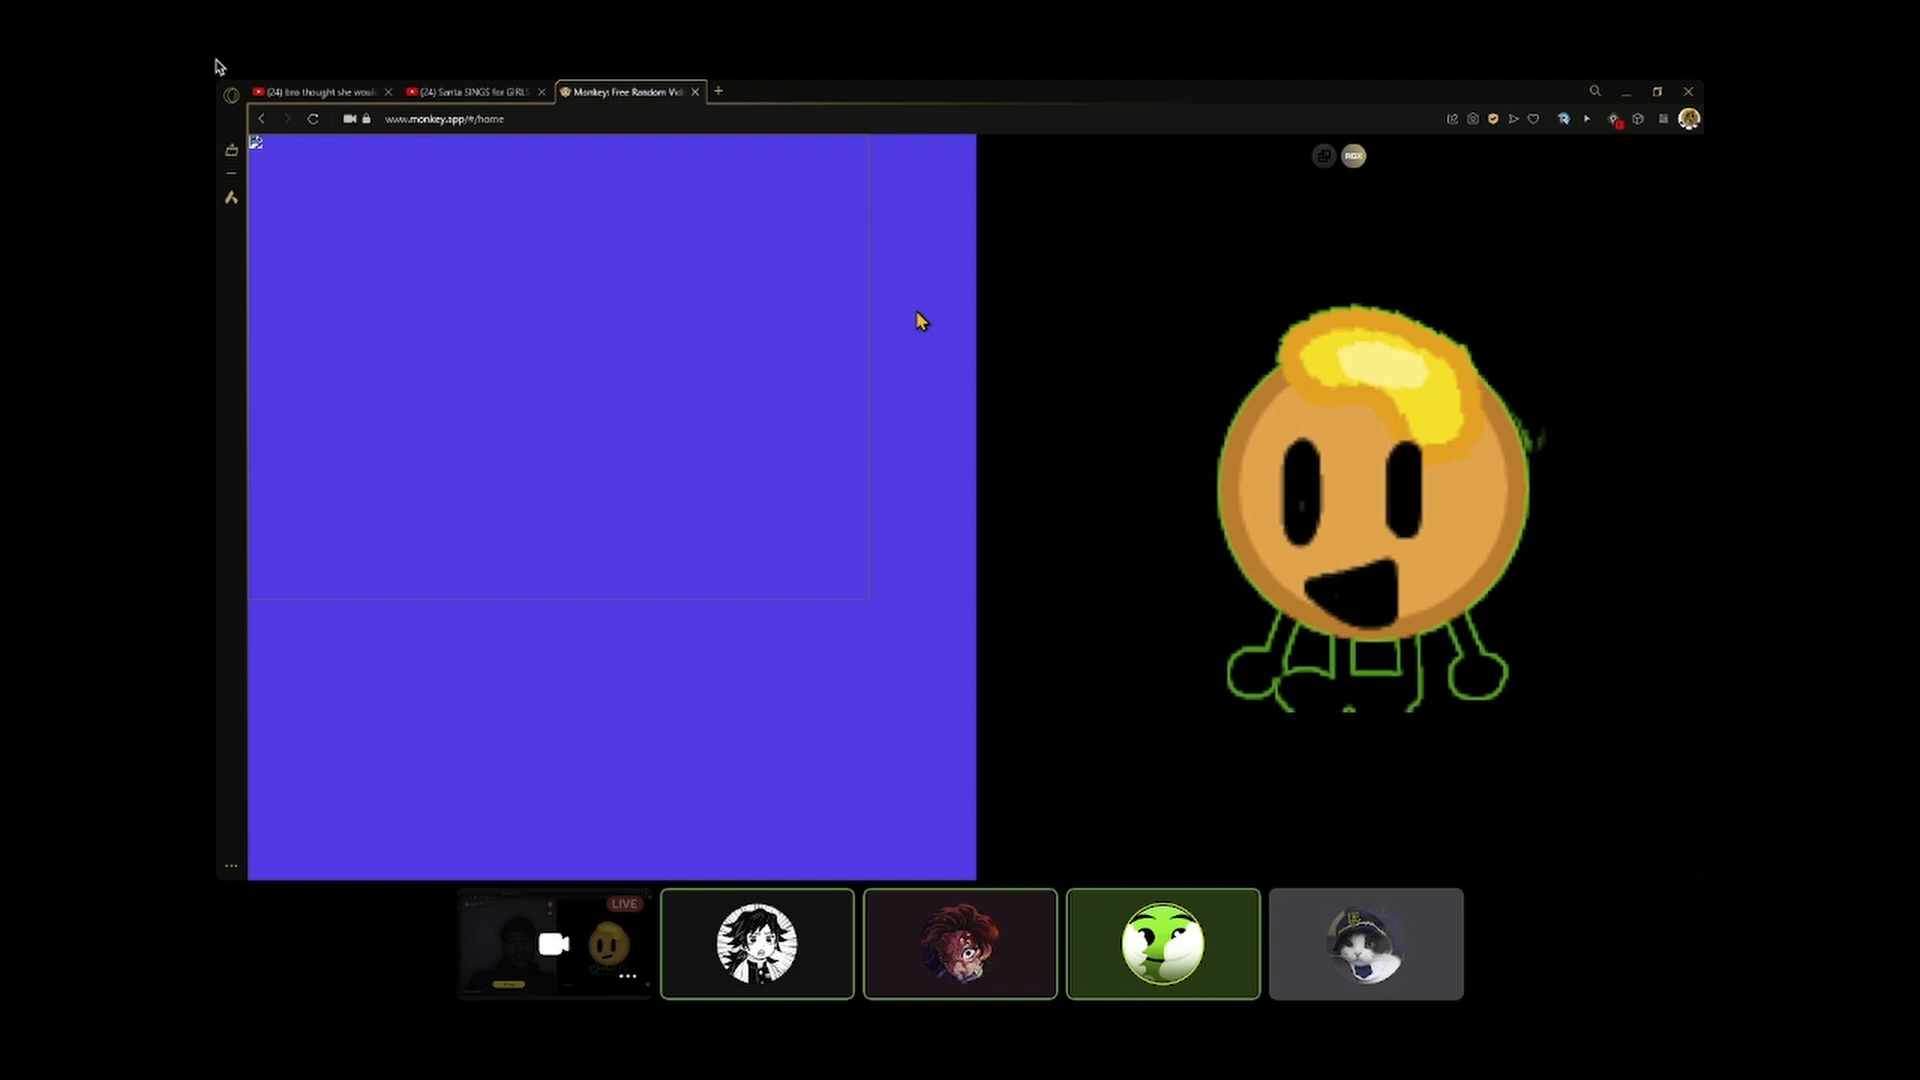 (24) bro thought she woul
(24) Santa SINGS for GIRLS
Monkey: Free Random Vid
www.monkey.app/#/home
RGX
LIVE